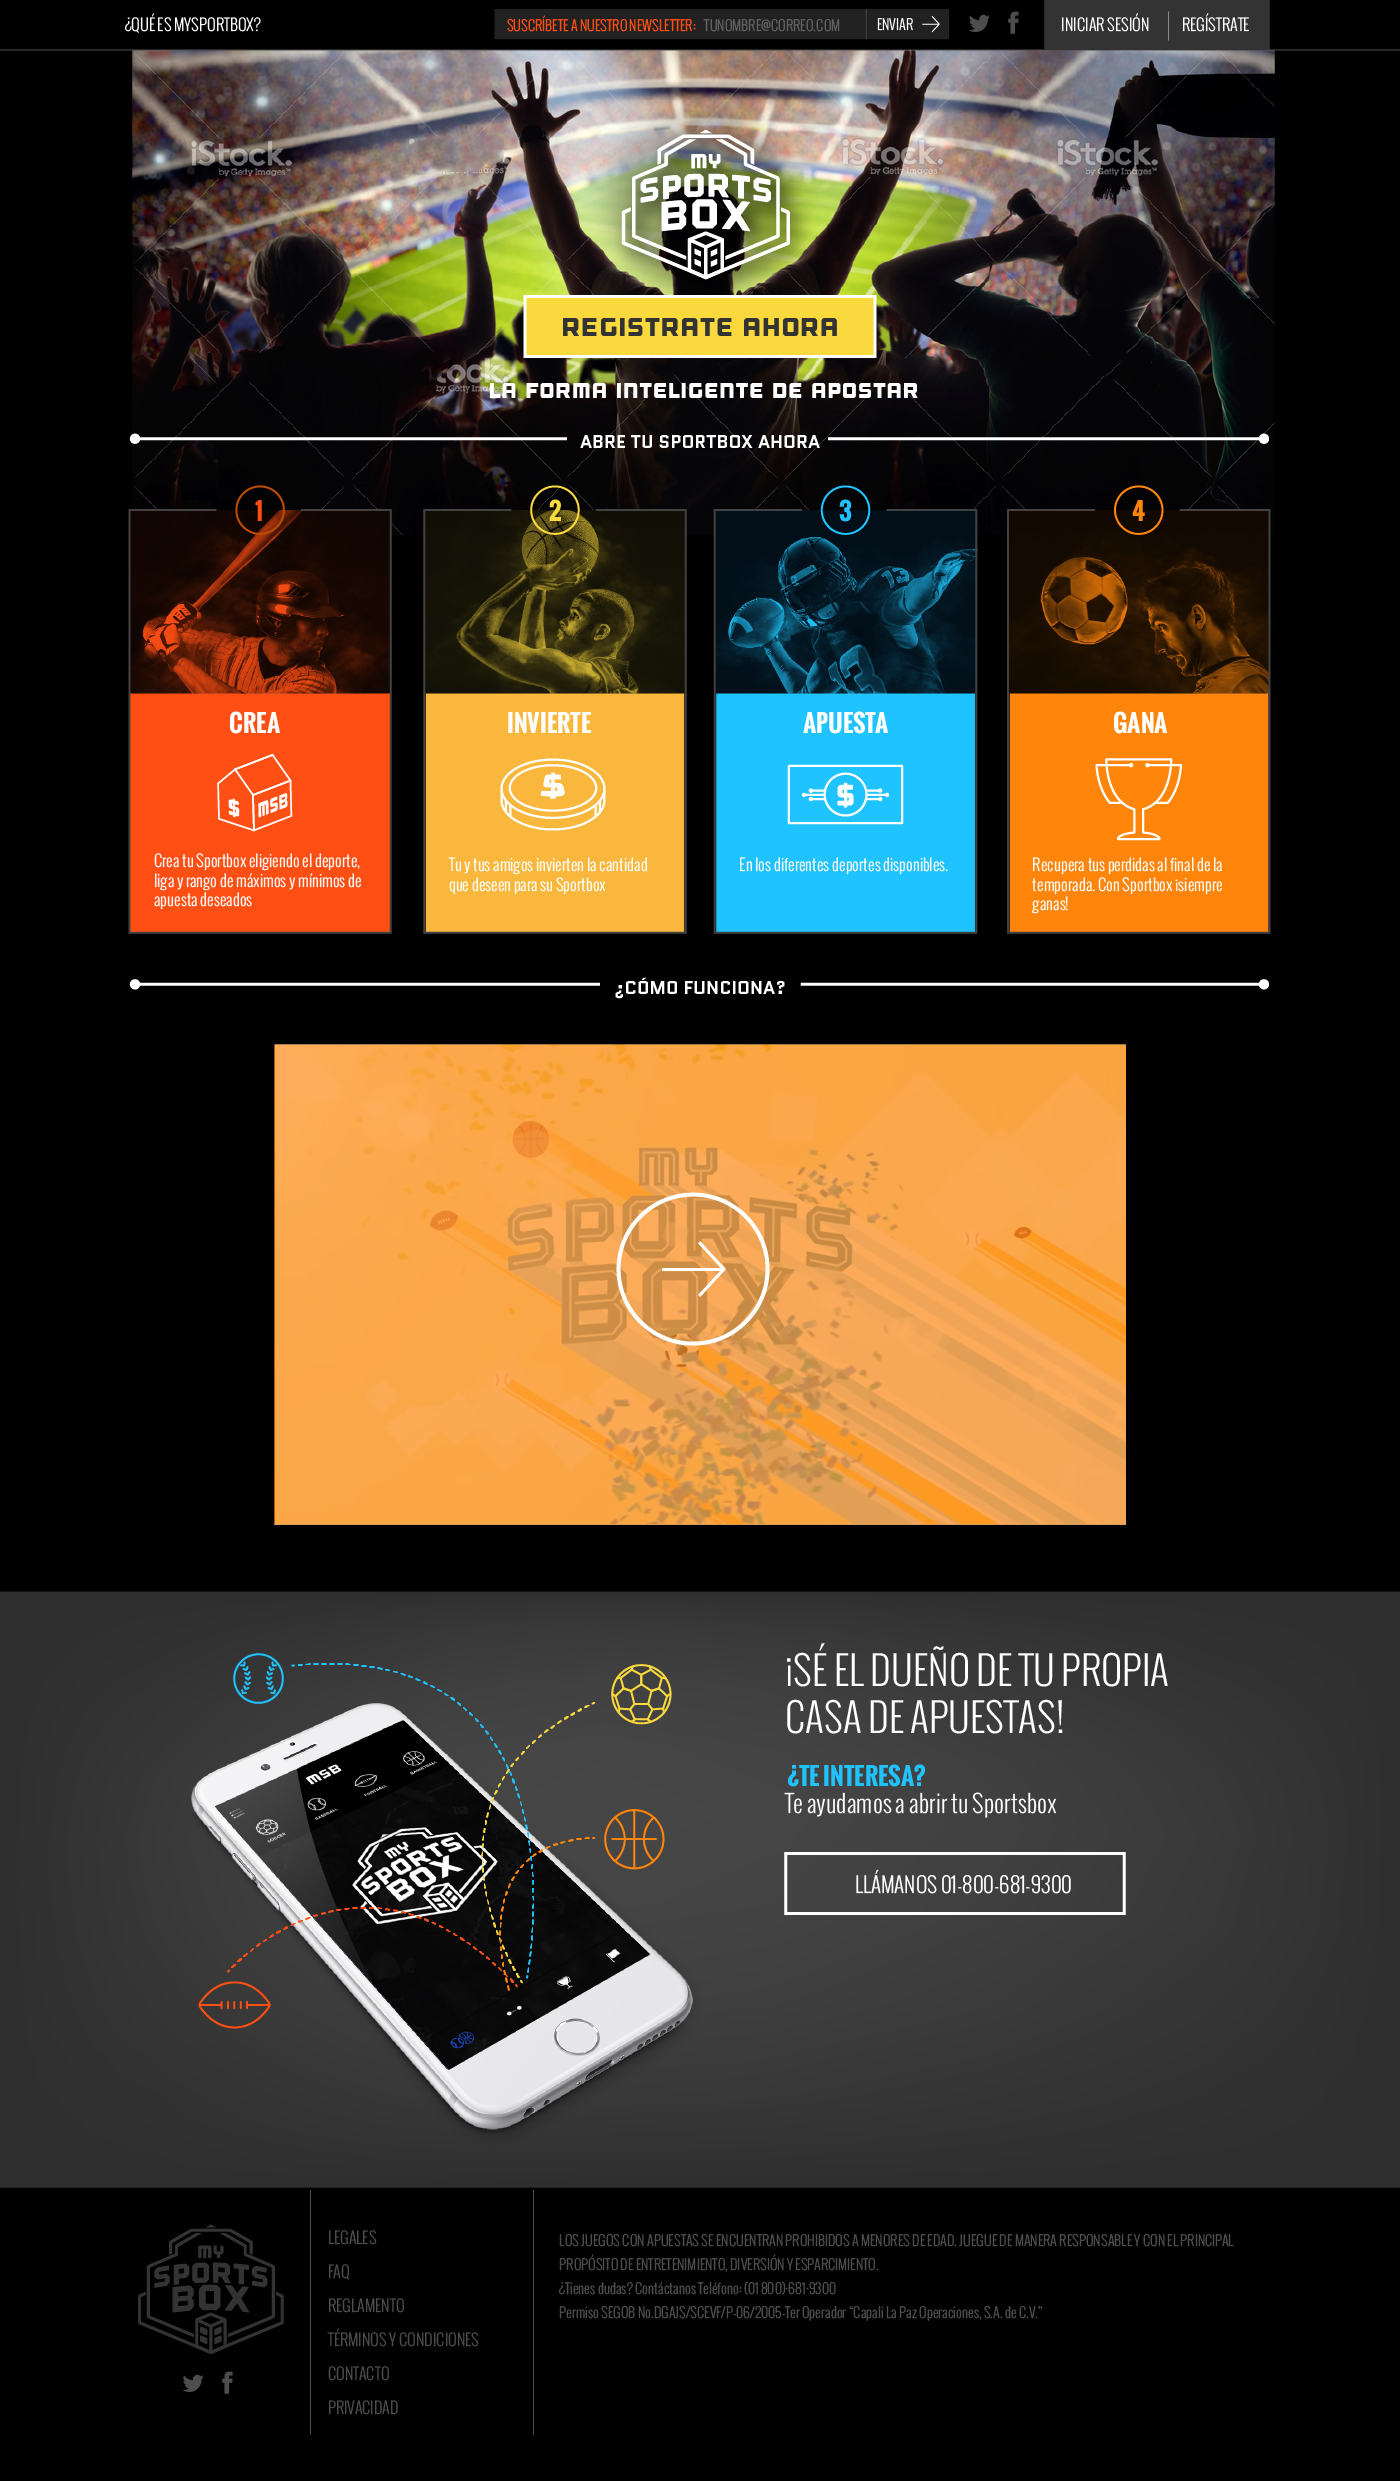 ¿QUÉ ES MYSPORTBOX?
SUSCRÍBETE A NUESTRO NEWSLETTER: TUNOMBRE@CORREO.COM
ENVIAR
INICIAR SESIÓN
REGÍSTRATE
iStock.
by Getty Images™
iStock.
by Getty Images™
iStock.
by Getty Images™
MY
SPORTS
BOX
REGISTRATE AHORA
LA FORMA INTELIGENTE DE APOSTAR
ABRE TU SPORTBOX AHORA
1
2
3
4
CREA
$
MSB
Crea tu Sportbox eligiendo el deporte,
liga y rango de máximos y mínimos de
apuesta deseados
INVIERTE
$
Tu y tus amigos invierten la cantidad
que deseen para su Sportbox
APUESTA
$
En los diferentes deportes disponibles.
GANA
Recupera tus perdidas al final de la
temporada. Con Sportbox ¡siempre
ganas!
¿CÓMO FUNCIONA?
MY
SPORTS
BOX
¡SÉ EL DUEÑO DE TU PROPIA
CASA DE APUESTAS!
¿TE INTERESA?
Te ayudamos a abrir tu Sportsbox
LLÁMANOS 01-800-681-9300
MSB
SOCCER
BASEBALL
FOOTBALL
BASKETBALL
MY
SPORTS
BOX
MY
SPORTS
BOX
LEGALES
FAQ
REGLAMENTO
TÉRMINOS Y CONDICIONES
CONTACTO
PRIVACIDAD
LOS JUEGOS CON APUESTAS SE ENCUENTRAN PROHIBIDOS A MENORES DE EDAD. JUEGUE DE MANERA RESPONSABLE Y CON EL PRINCIPAL
PROPÓSITO DE ENTRETENIMIENTO, DIVERSIÓN Y ESPARCIMIENTO.
¿Tienes dudas? Contáctanos Teléfono: (01 800)-681-9300
Permiso SEGOB No.DGAJS/SCEVF/P-06/2005-Ter Operador “Capali La Paz Operaciones, S.A. de C.V.”